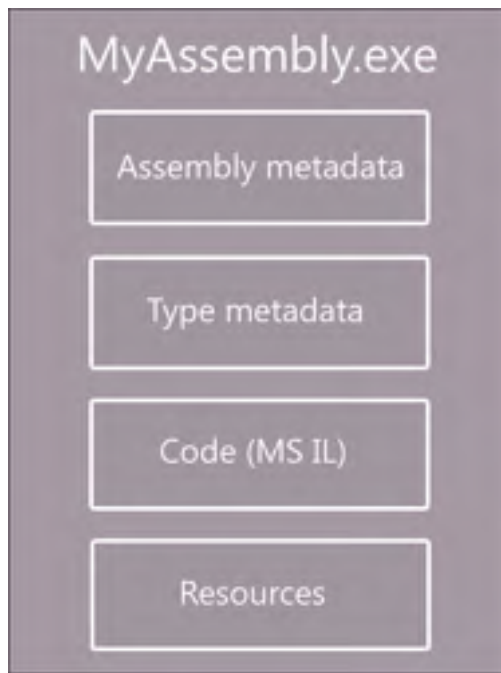 MyAssembly.exe
Assembly metadata
Type metadata
Code (MS IL)
Resources